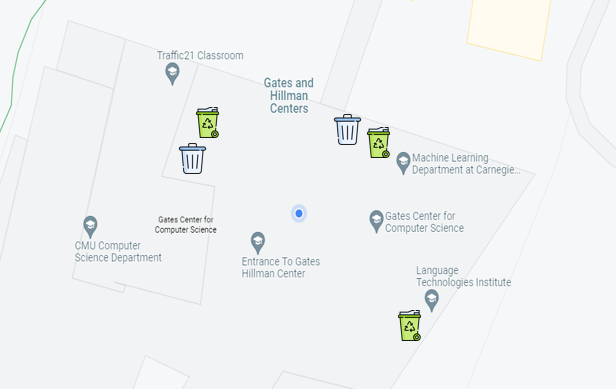 Traffic21 Classroom
Gates and
Hillman
Centers
Machine Learning
Department at Carnegie...
Gates Center for
Computer Science
Gates Center for
Computer Science
CMU Computer
Science Department
Entrance To Gates
Hillman Center
Language
Technologies Institute